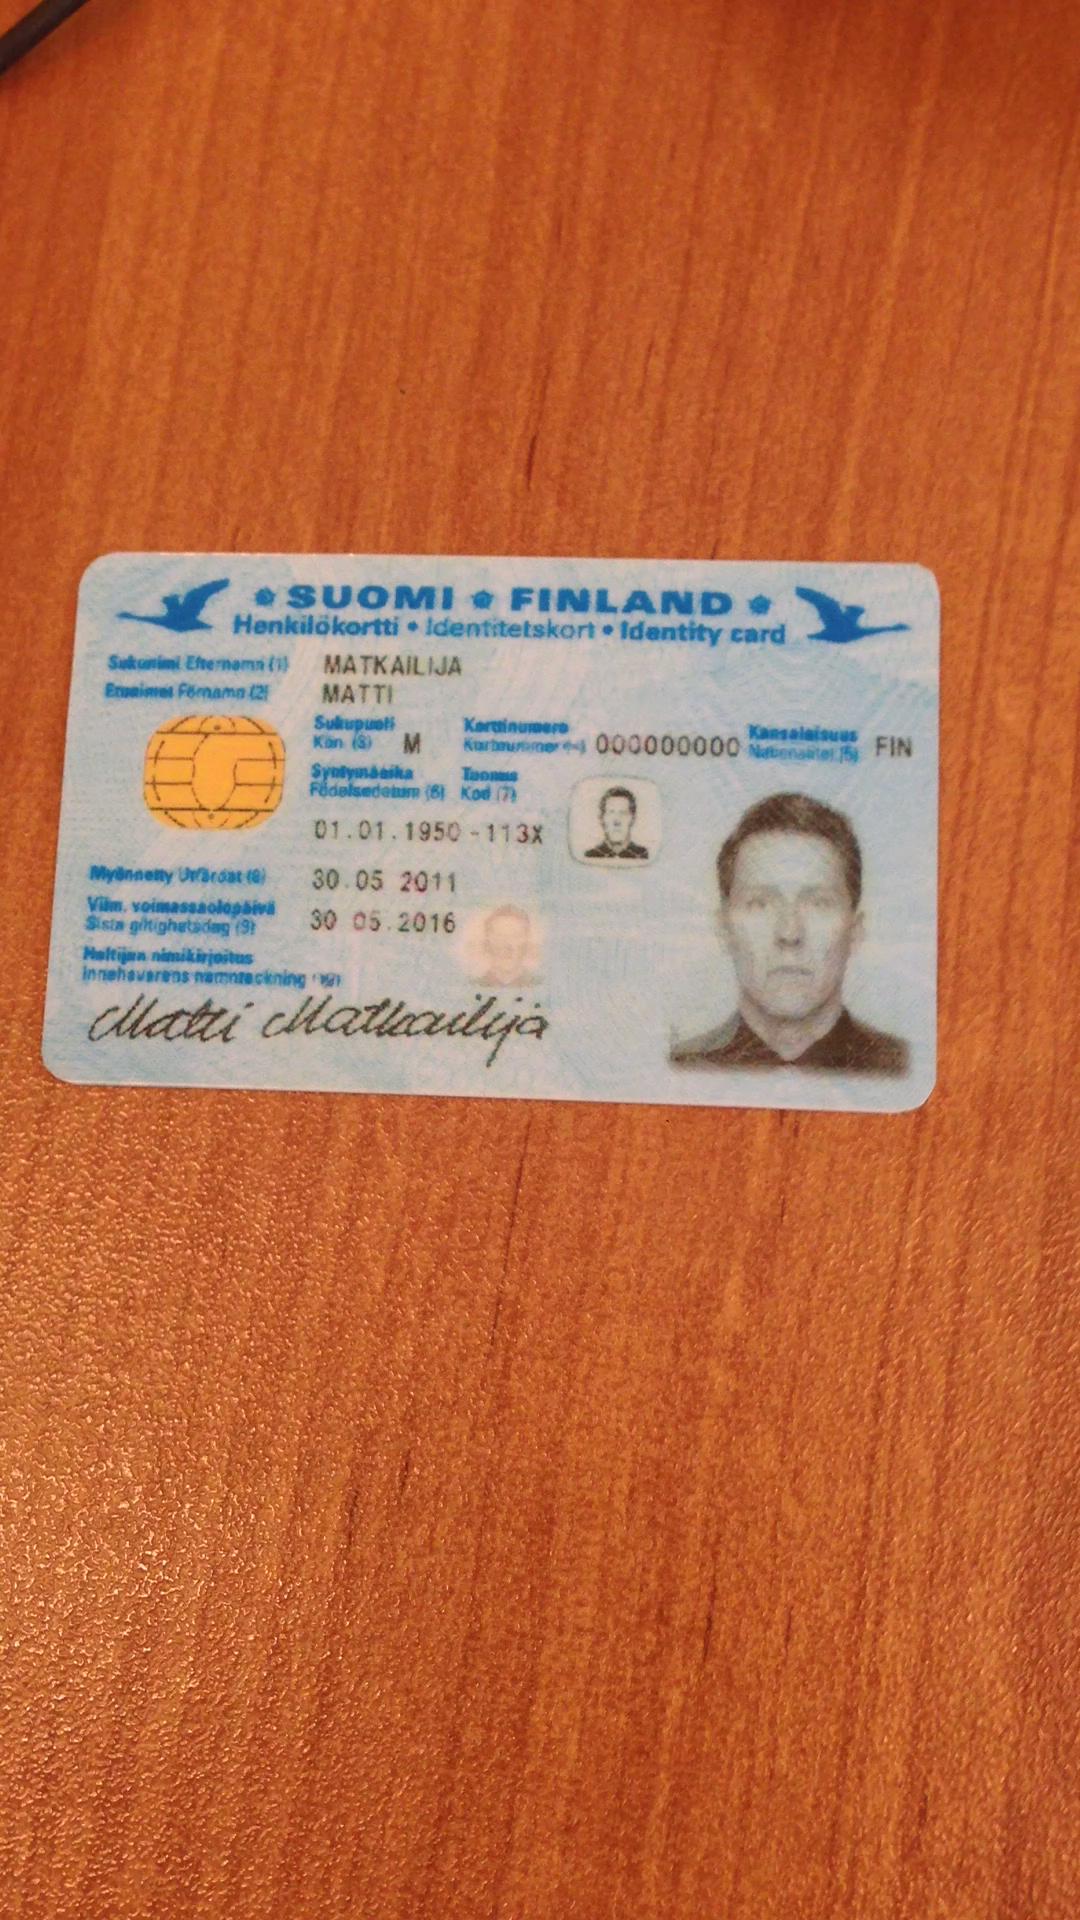 SUOMI FINLAND
Henkilökortti • Identitetskort • Identity card
Sukunimi Efternamn (1) MATKAILIJA
Etunimet Förnamn (2) MATTI
Sukupuoli Korttinumero Kansalaisuus
Kön (3) M Kortnummer (4) 000000000 Nationalitet (5) FIN
Syntymäaika Tunnus
Födelsedatum (6) Kod (7)
01.01.1950 -113X
Myönnetty Utfärdat (8) 30.05 2011
Viim. voimassaolopäivä
Sista giltighetsdag (9) 30 05.2016
Haltijan nimikirjoitus
Innehavarens namnteckning (10)
Matti Matkailija